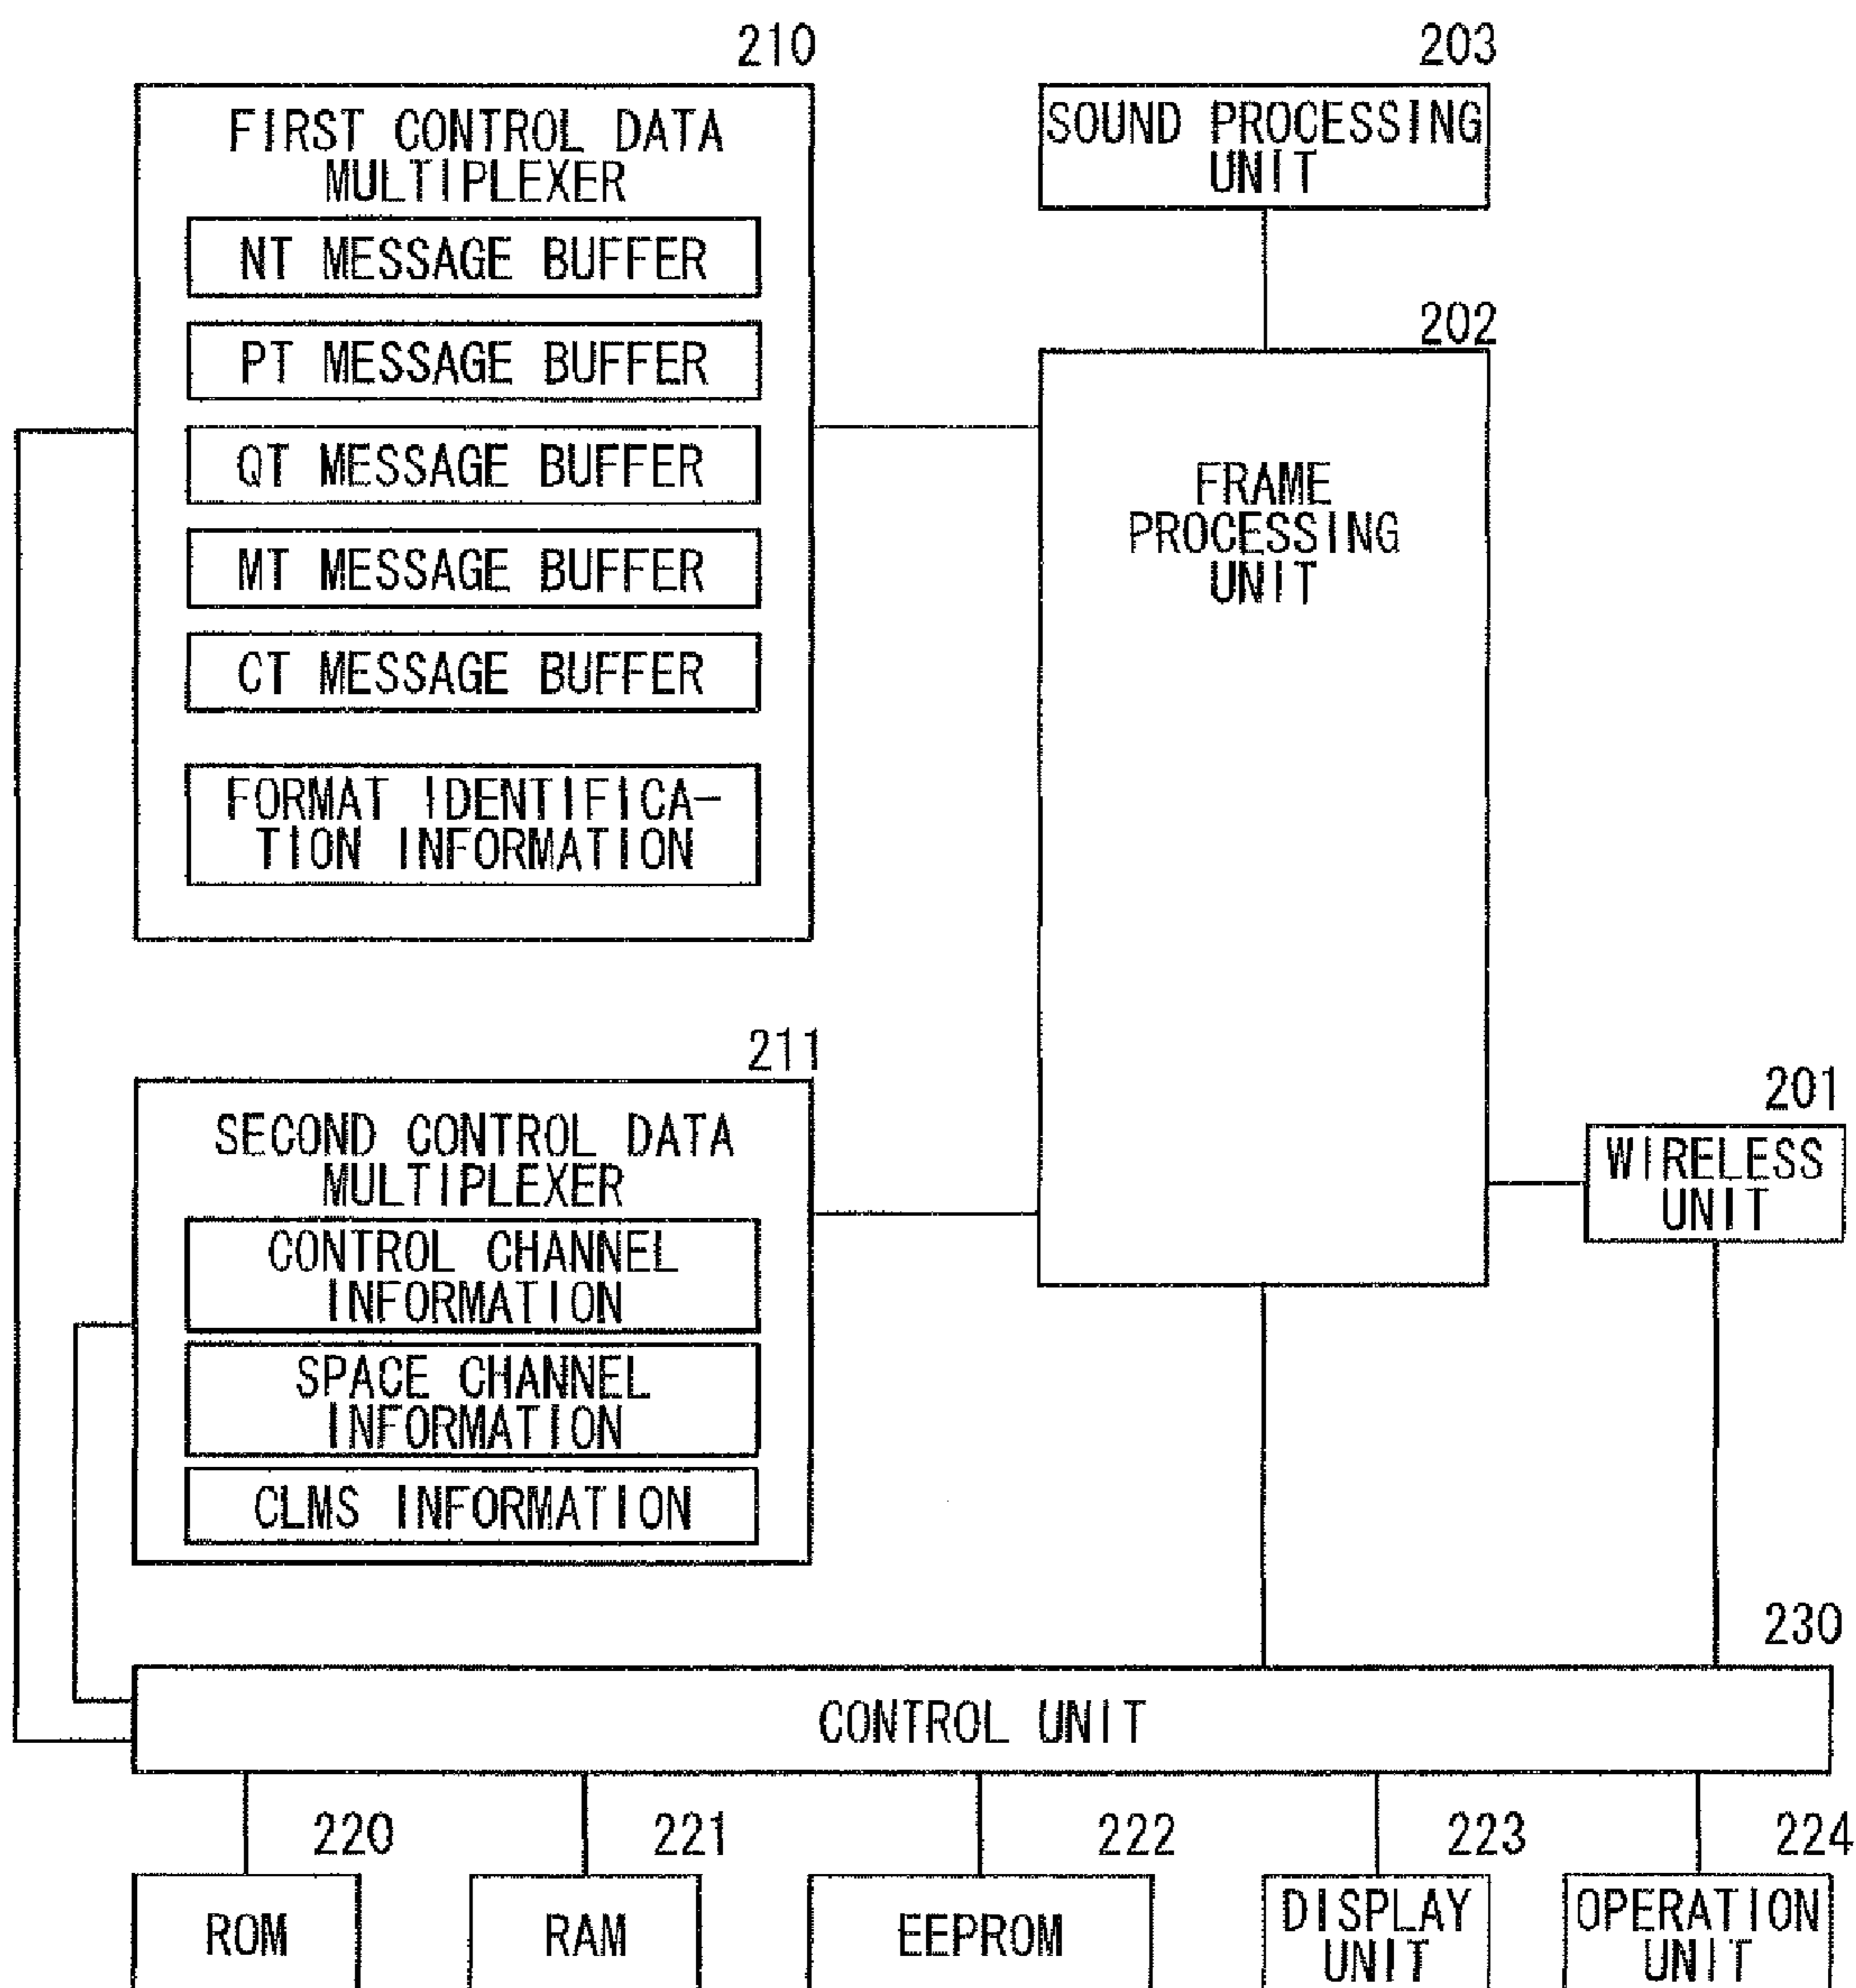 210
FIRST CONTROL DATA
MULTIPLEXER
NT MESSAGE BUFFER
PT MESSAGE BUFFER
QT MESSAGE BUFFER
MT MESSAGE BUFFER
CT MESSAGE BUFFER
FORMAT IDENTIFICA-
TION INFORMATION
203
SOUND PROCESSING
UNIT
202
FRAME
PROCESSING
UNIT
211
SECOND CONTROL DATA
MULTIPLEXER
CONTROL CHANNEL
INFORMATION
SPACE CHANNEL
INFORMATION
CLMS INFORMATION
201
WIRELESS
UNIT
230
CONTROL UNIT
220
ROM
221
RAM
222
EEPROM
223
DISPLAY
UNIT
224
OPERATION
UNIT